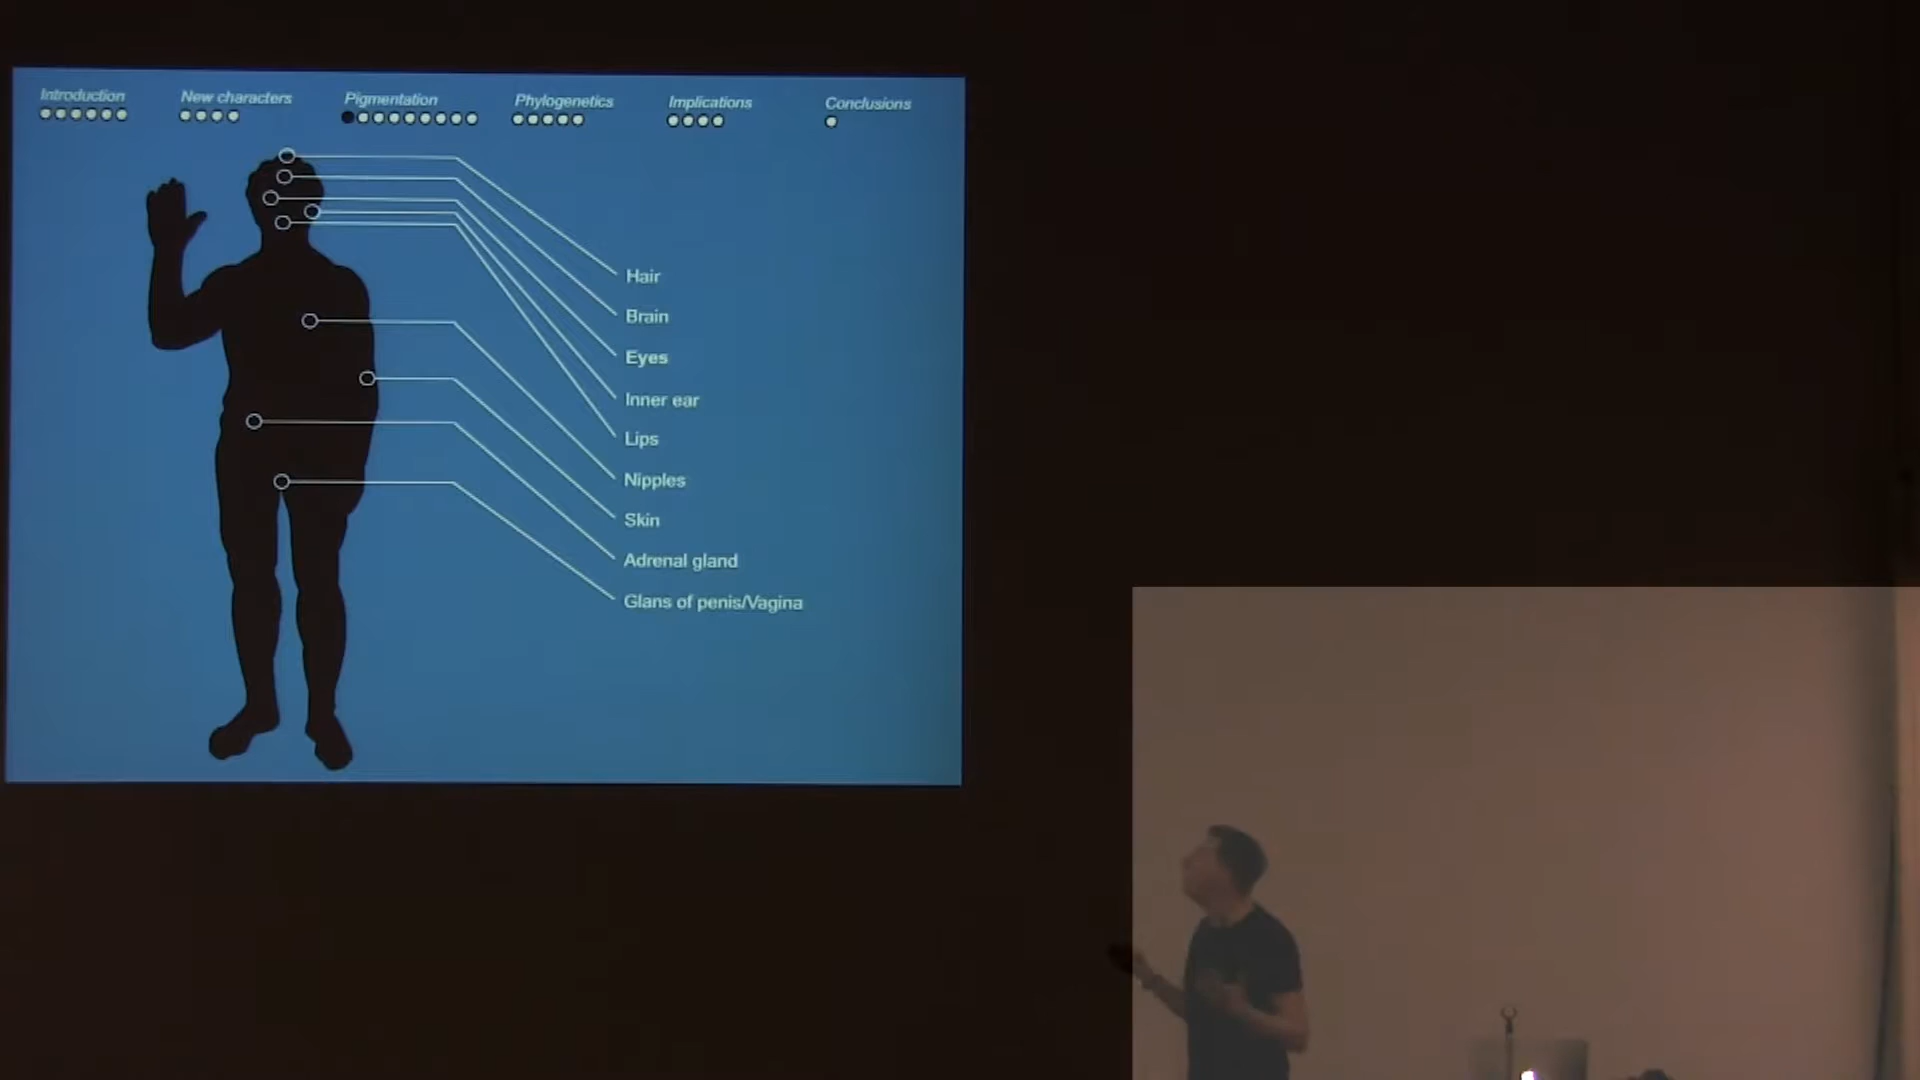 Introduction
New characters
Pigmentation
Phylogenetics
Implications
Conclusions
Hair
Brain
Eyes
Inner ear
Lips
Nipples
Skin
Adrenal gland
Glans of penis/Vagina